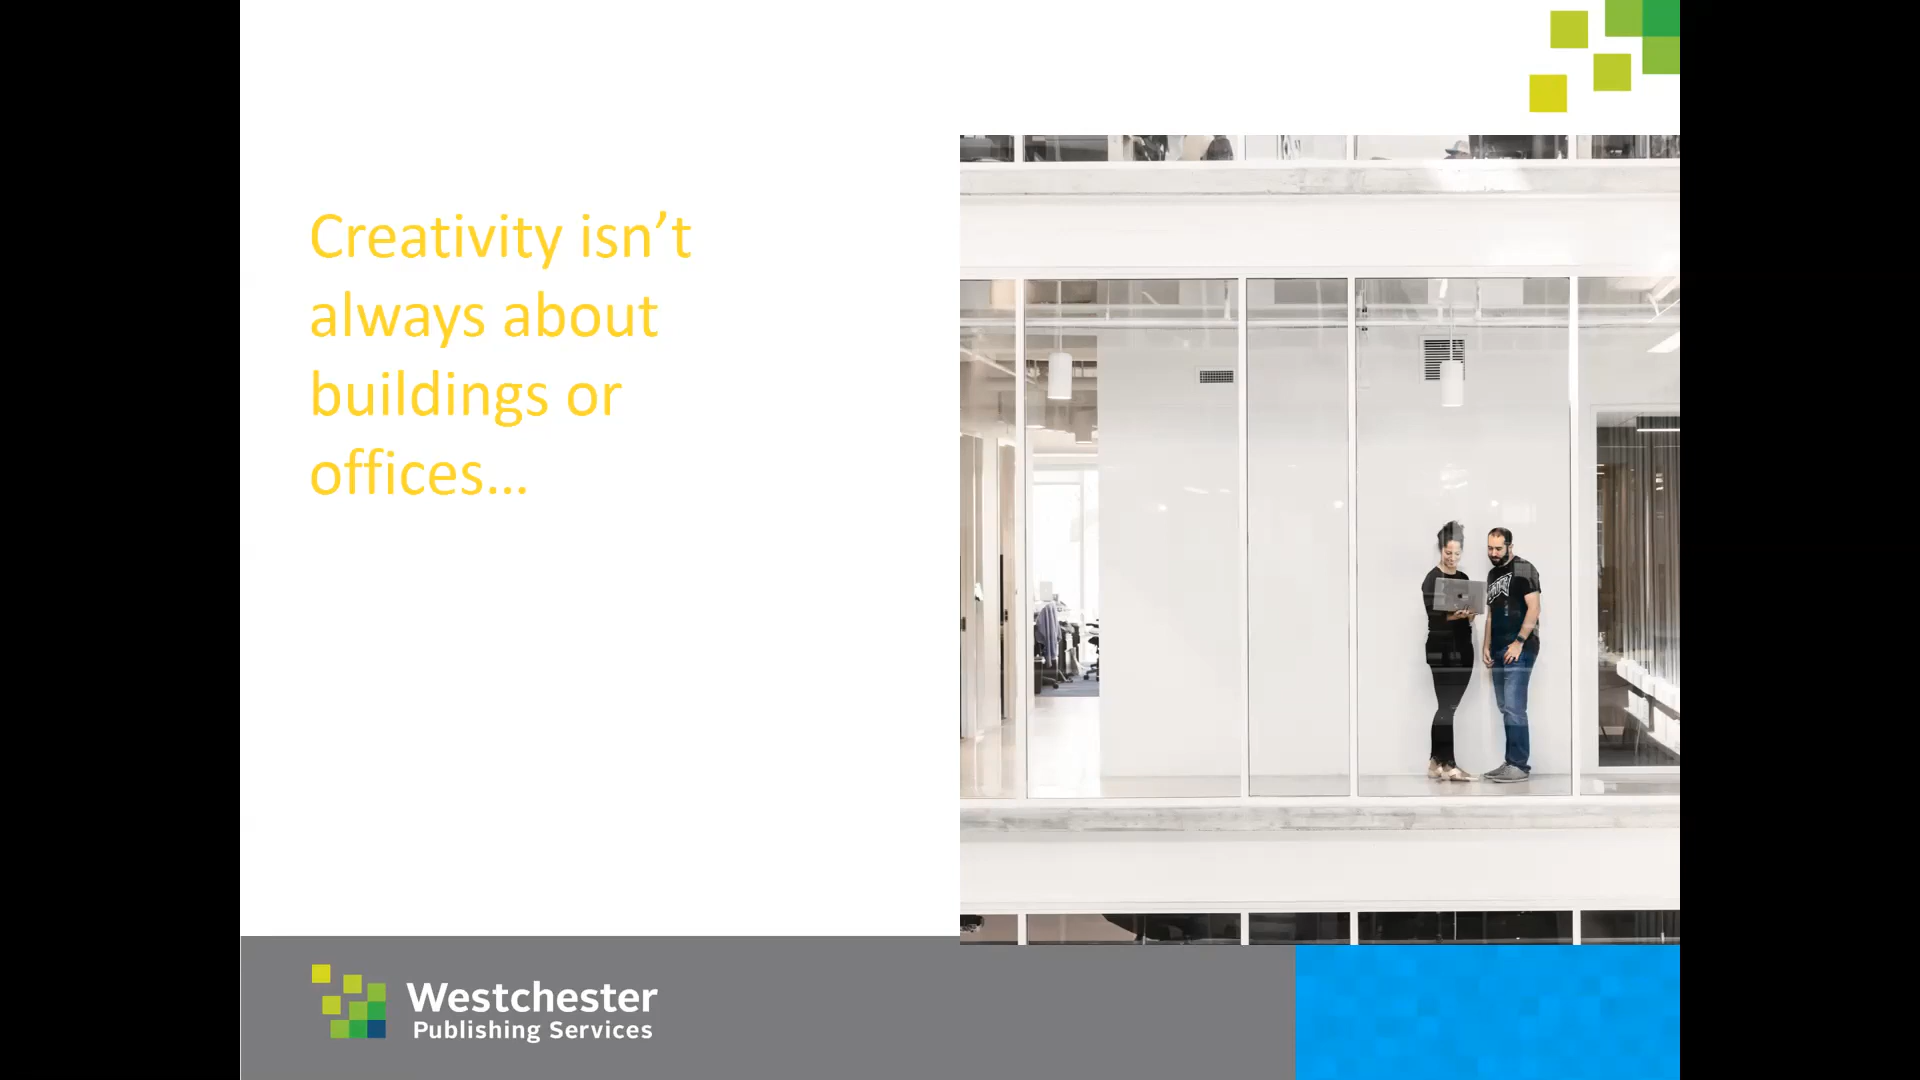 Creativity isn’t
always about
buildings or
offices…
Westchester
Publishing Services